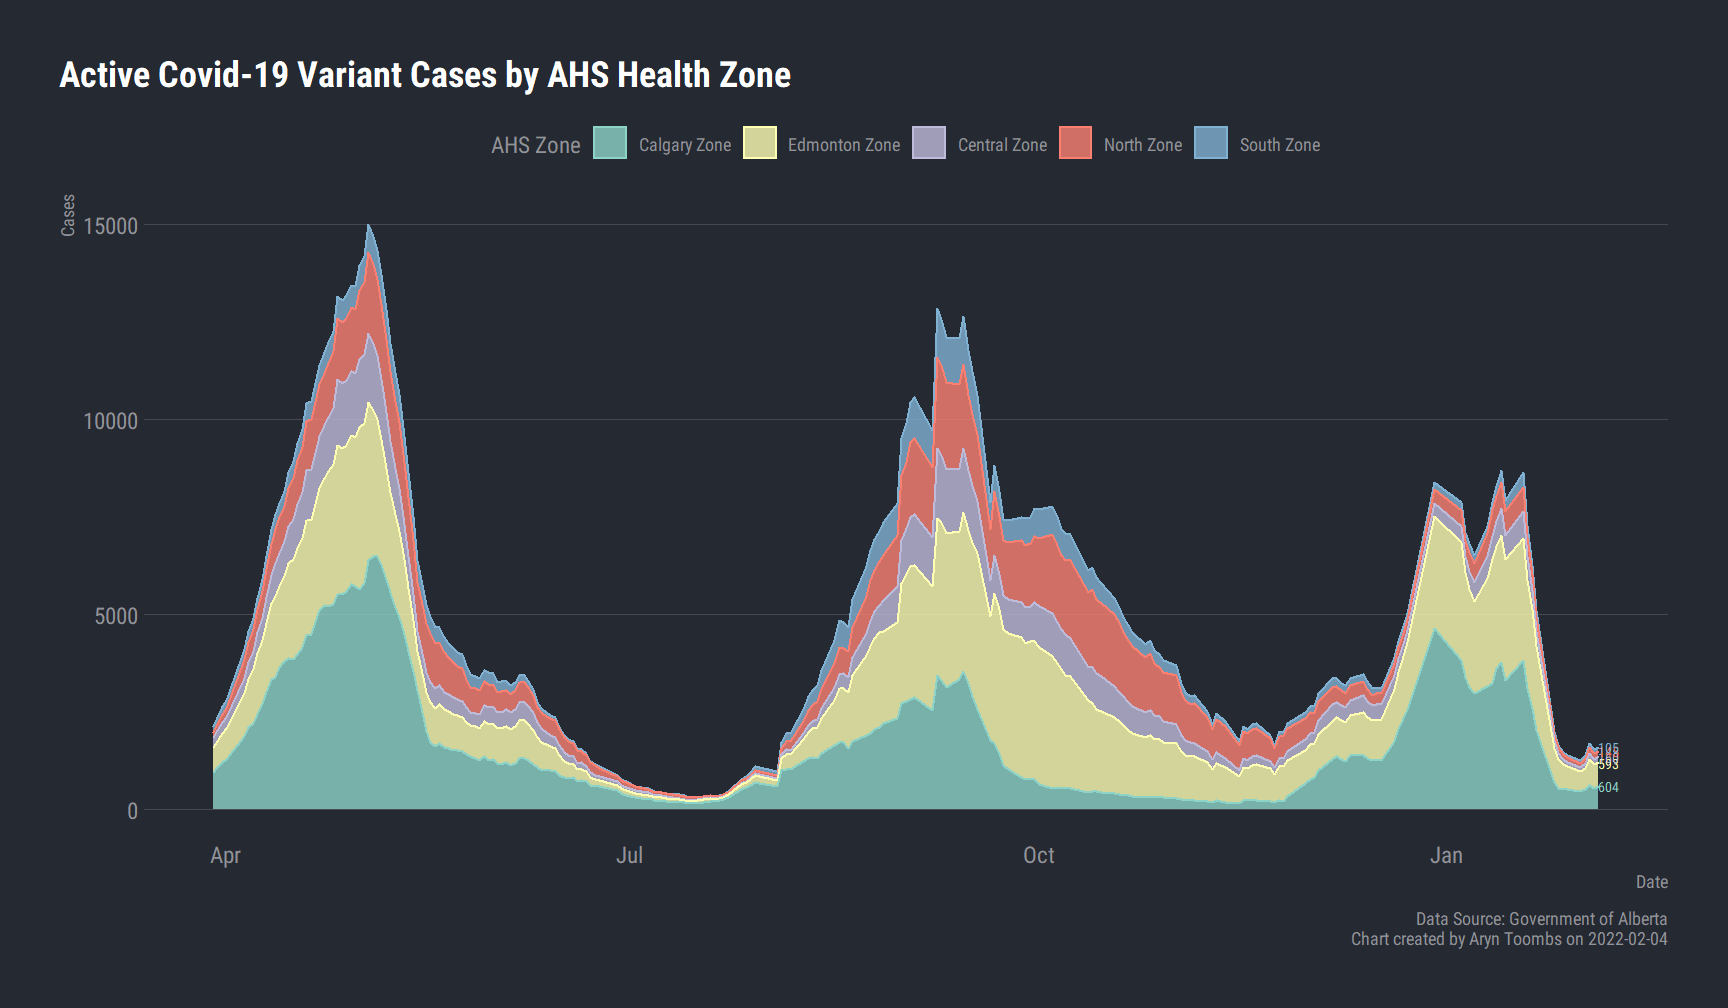 Active Covid-19 Variant Cases by AHS Health Zone
AHS Zone Calgary Zone Edmonton Zone Central Zone North Zone South Zone
Cases
15000
10000
5000
0
105
593
604
Apr Jul Oct Jan
Date
Data Source: Government of Alberta
Chart created by Aryn Toombs on 2022-02-04